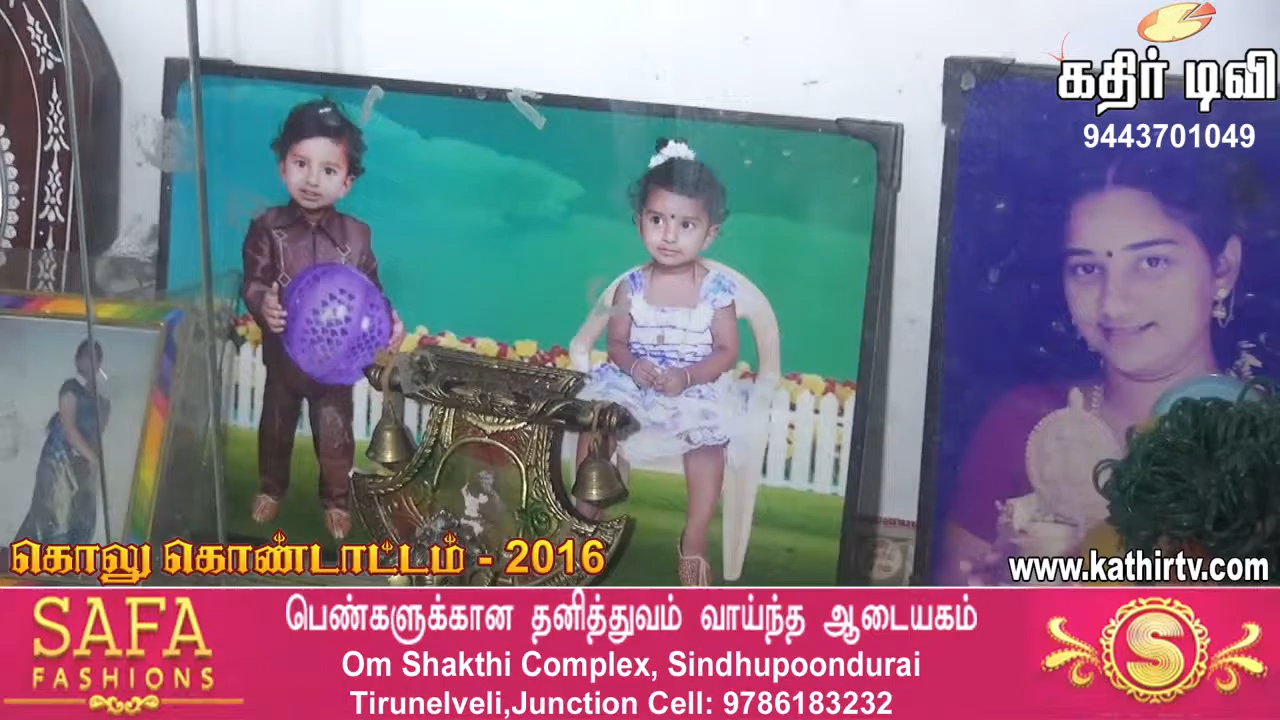 கதிர் டிவி
9443701049
கொலு கொண்டாட்டம் - 2016
www.kathirtv.com
SAFA
FASHIONS
பெண்களுக்கான தனித்துவம் வாய்ந்த ஆடையகம்
Om Shakthi Complex, Sindhupoondurai
Tirunelveli,Junction Cell: 9786183232
S